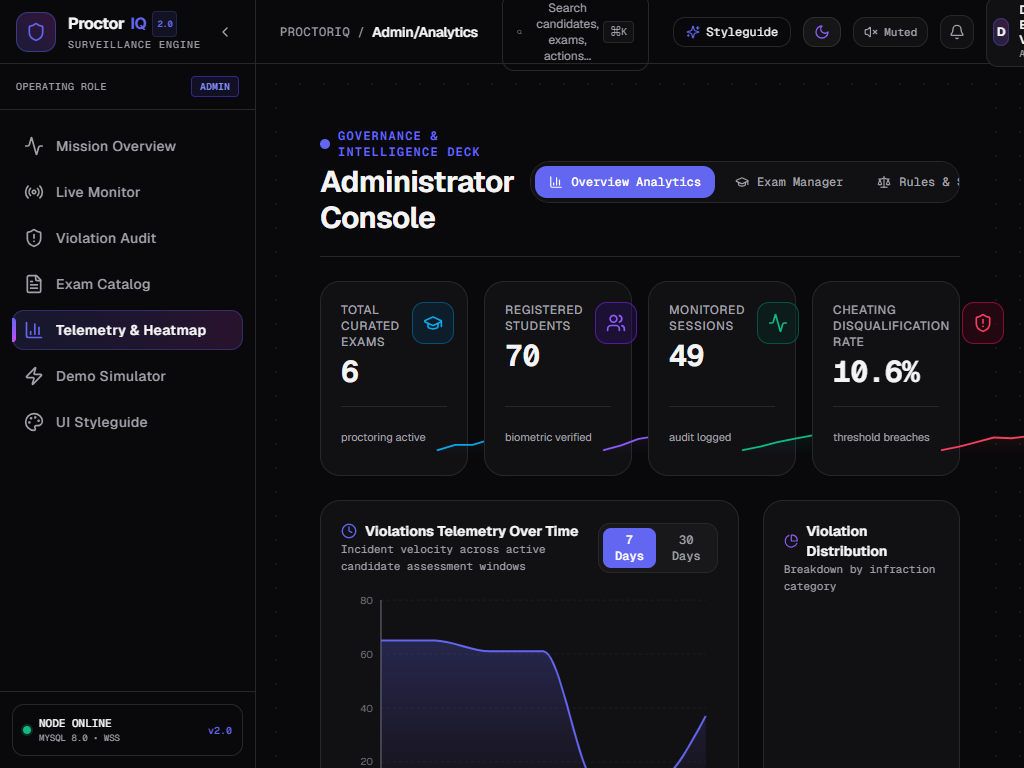 Proctor IQ 2.0
SURVEILLANCE ENGINE
OPERATING ROLE
ADMIN
Mission Overview
Live Monitor
Violation Audit
Exam Catalog
Telemetry & Heatmap
Demo Simulator
UI Styleguide
NODE ONLINE
MYSQL 8.0 • WSS
v2.0
PROCTORIQ / Admin/Analytics
Search
candidates,
exams,
actions…
⌘K
Styleguide
Muted
D
GOVERNANCE &
INTELLIGENCE DECK
Administrator
Console
Overview Analytics
Exam Manager
Rules &
TOTAL
CURATED
EXAMS
6
proctoring active
REGISTERED
STUDENTS
70
biometric verified
MONITORED
SESSIONS
49
audit logged
CHEATING
DISQUALIFICATION
RATE
10.6%
threshold breaches
Violations Telemetry Over Time
Incident velocity across active
candidate assessment windows
7
Days
30
Days
80
60
40
20
Violation
Distribution
Breakdown by infraction
category